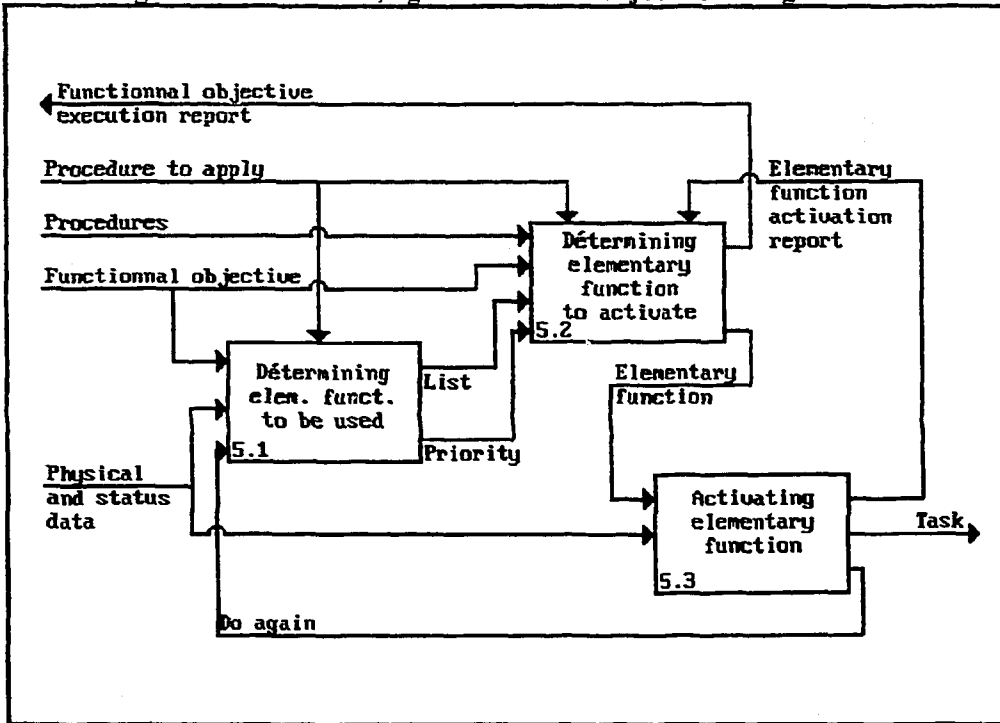 Functionnal objective
execution report
Procedure to apply
Elementary
function
activation
report
Procedures
Détermining
elementary
function
to activate
5.2
Functionnal objective
Détermining
elem. funct.
to be used
5.1
List
Priority
Elementary
function
Physical
and status
data
Activating
elementary
function
5.3
Task
Do again